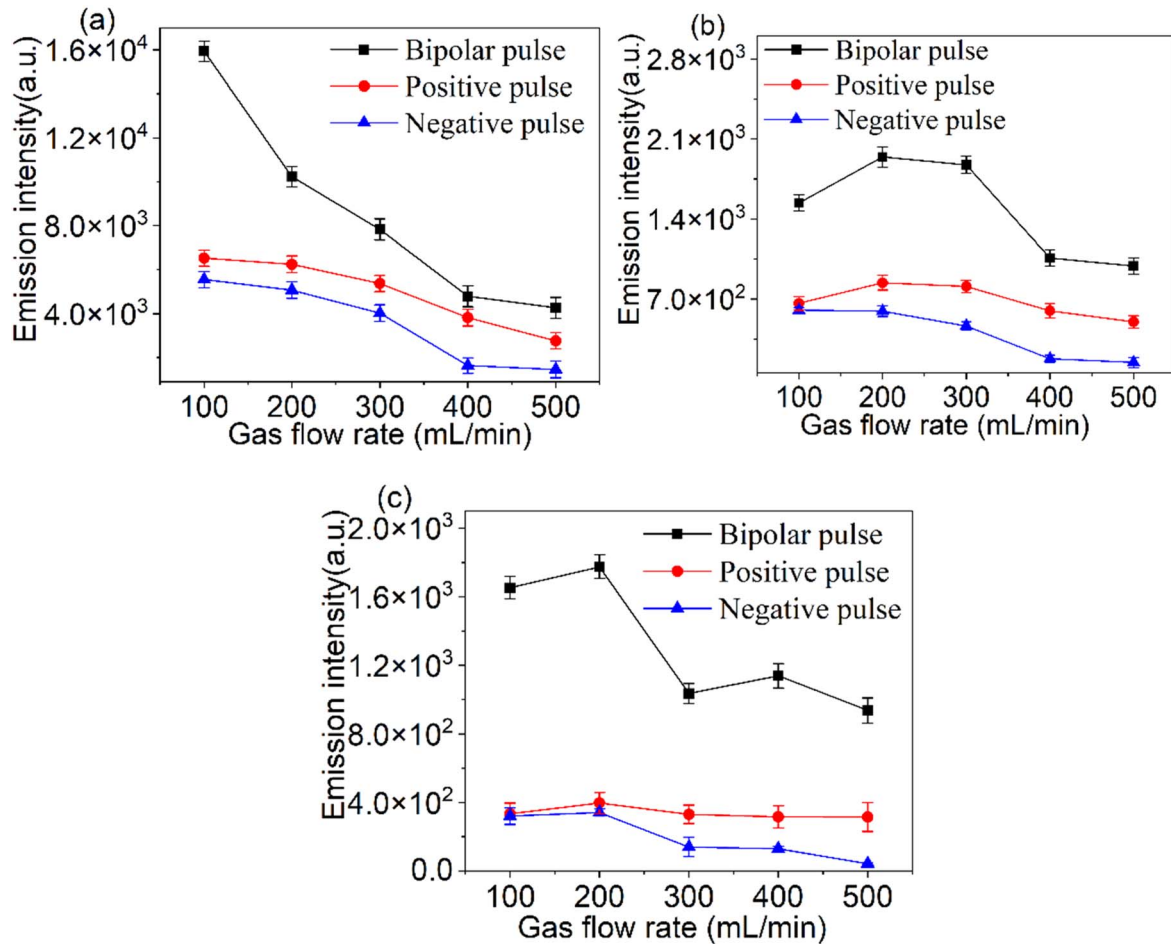 (a)
Emission intensity(a.u.)
1.6×10⁴
1.2×10⁴
8.0×10³
4.0×10³
Bipolar pulse
Positive pulse
Negative pulse
100 200 300 400 500
Gas flow rate (mL/min)
(b)
Emission intensity(a.u.)
2.8×10³
2.1×10³
1.4×10³
7.0×10²
Bipolar pulse
Positive pulse
Negative pulse
100 200 300 400 500
Gas flow rate (mL/min)
(c)
Emission intensity(a.u.)
2.0×10³
1.6×10³
1.2×10³
8.0×10²
4.0×10²
0.0
Bipolar pulse
Positive pulse
Negative pulse
100 200 300 400 500
Gas flow rate (mL/min)